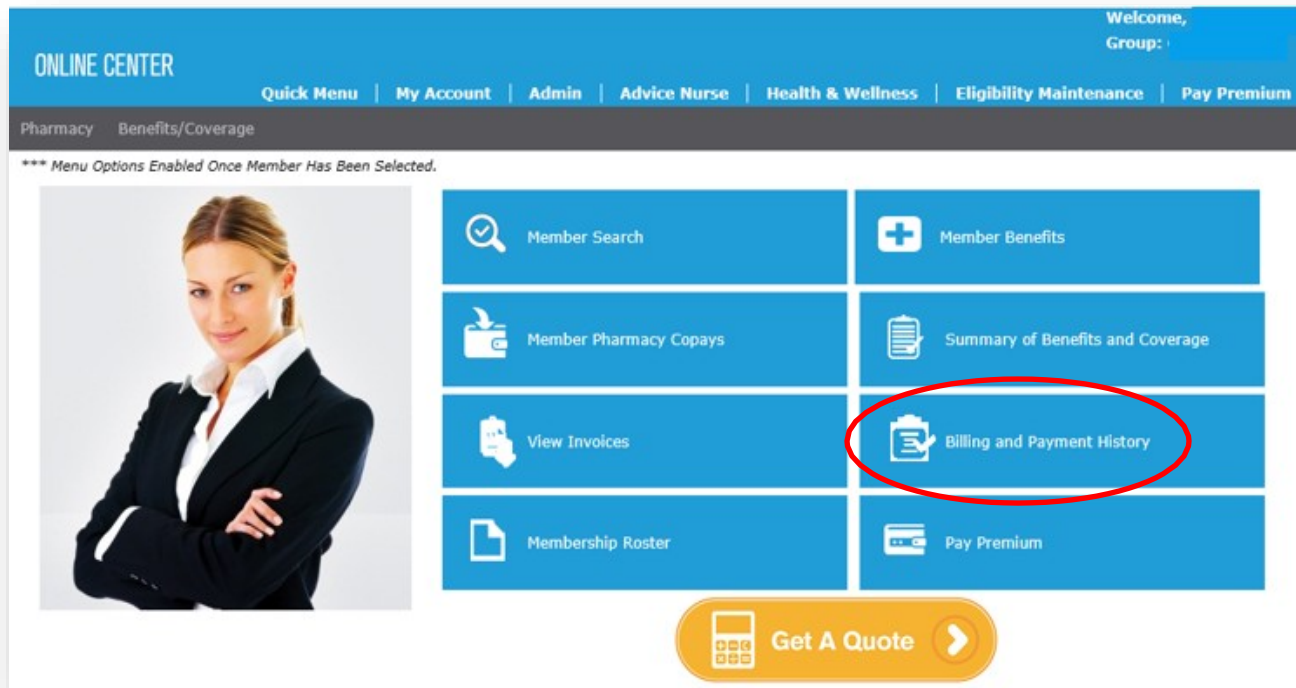 Welcome,
Group:
ONLINE CENTER
Quick Menu | My Account | Admin | Advice Nurse | Health & Wellness | Eligibility Maintenance | Pay Premium
Pharmacy Benefits/Coverage
*** Menu Options Enabled Once Member Has Been Selected.
Member Search
Member Benefits
Member Pharmacy Copays
Summary of Benefits and Coverage
View Invoices
Billing and Payment History
Membership Roster
Pay Premium
Get A Quote